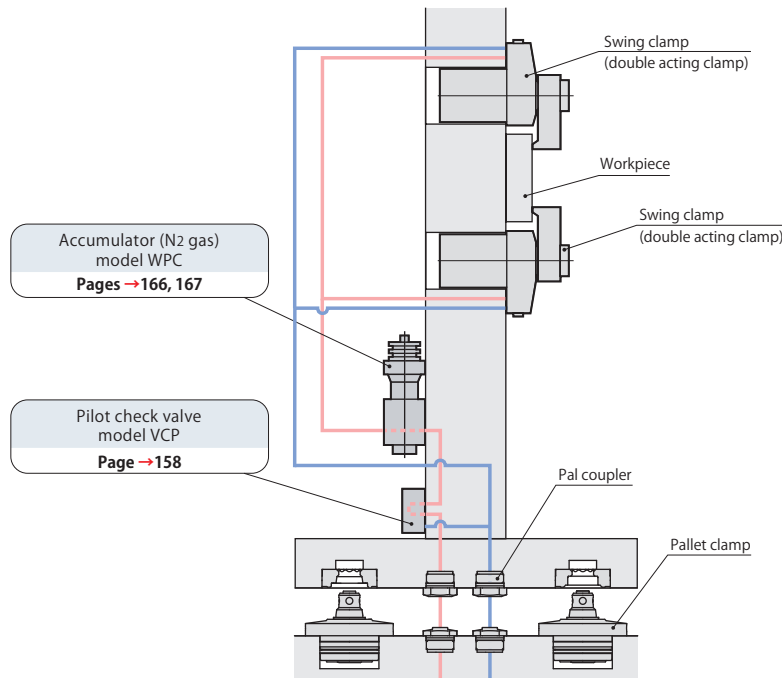 Swing clamp
(double acting clamp)
Workpiece
Swing clamp
(double acting clamp)
Accumulator (N2 gas)
model WPC
Pages →166, 167
Pilot check valve
model VCP
Page →158
Pal coupler
Pallet clamp